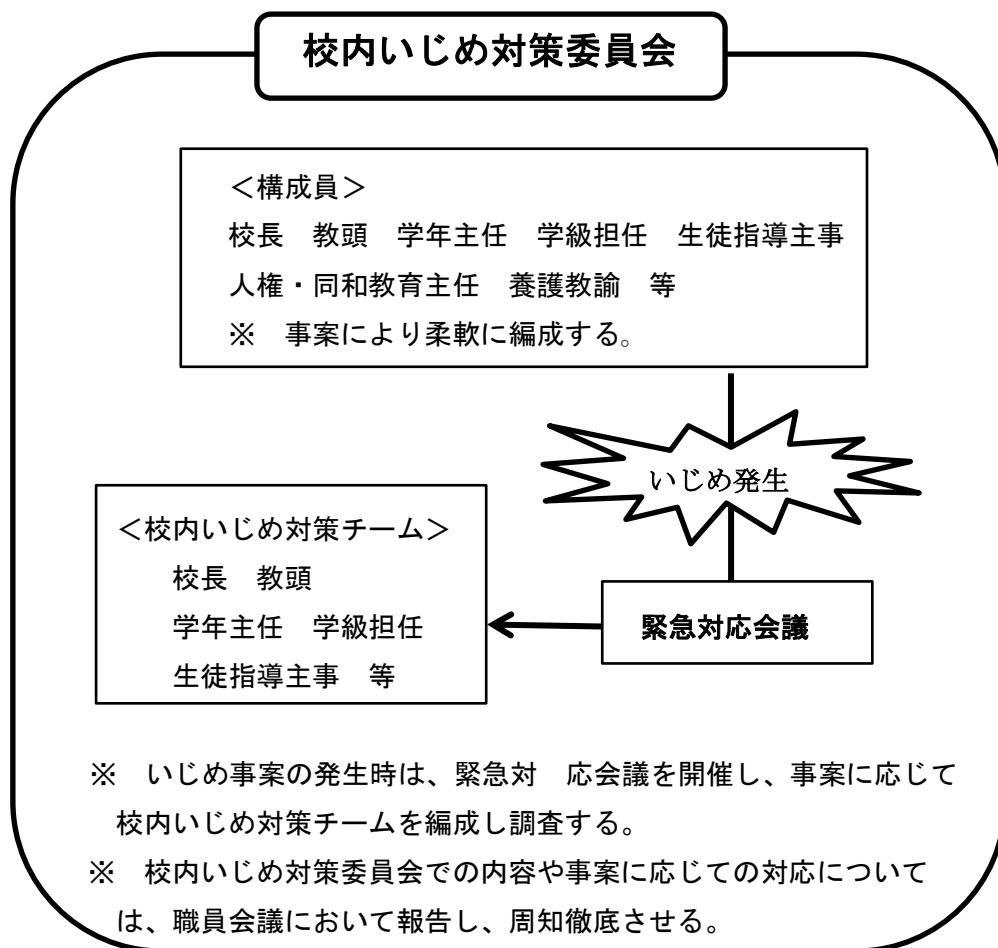 校内いじめ対策委員会
＜構成員＞
校長　教頭　学年主任　学級担任　生徒指導主事
人権・同和教育主任　養護教諭　等
※　事案により柔軟に編成する。
いじめ発生
＜校内いじめ対策チーム＞
校長　教頭
学年主任　学級担任
生徒指導主事　等
緊急対応会議
※　いじめ事案の発生時は、緊急対　応会議を開催し、事案に応じて
校内いじめ対策チームを編成し調査する。
※　校内いじめ対策委員会での内容や事案に応じての対応について
は、職員会議において報告し、周知徹底させる。